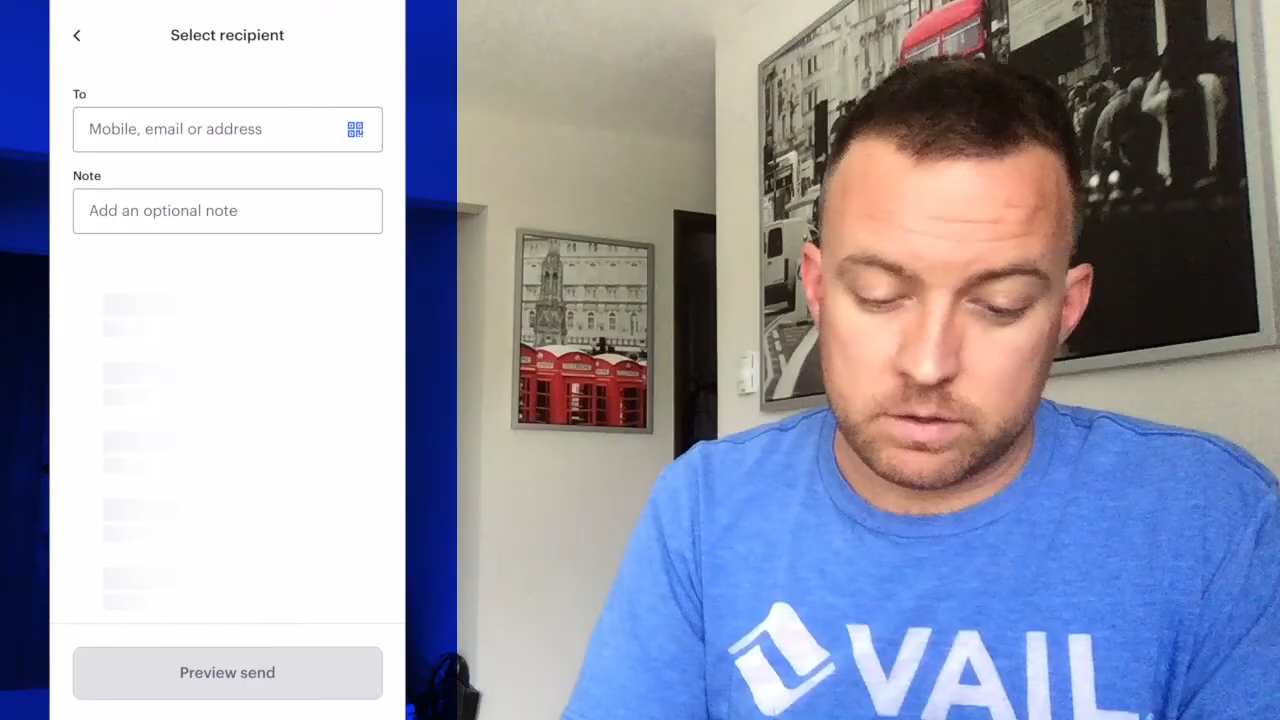 Select recipient
To
Mobile, email or address
Note
Add an optional note
Preview send
VAIL